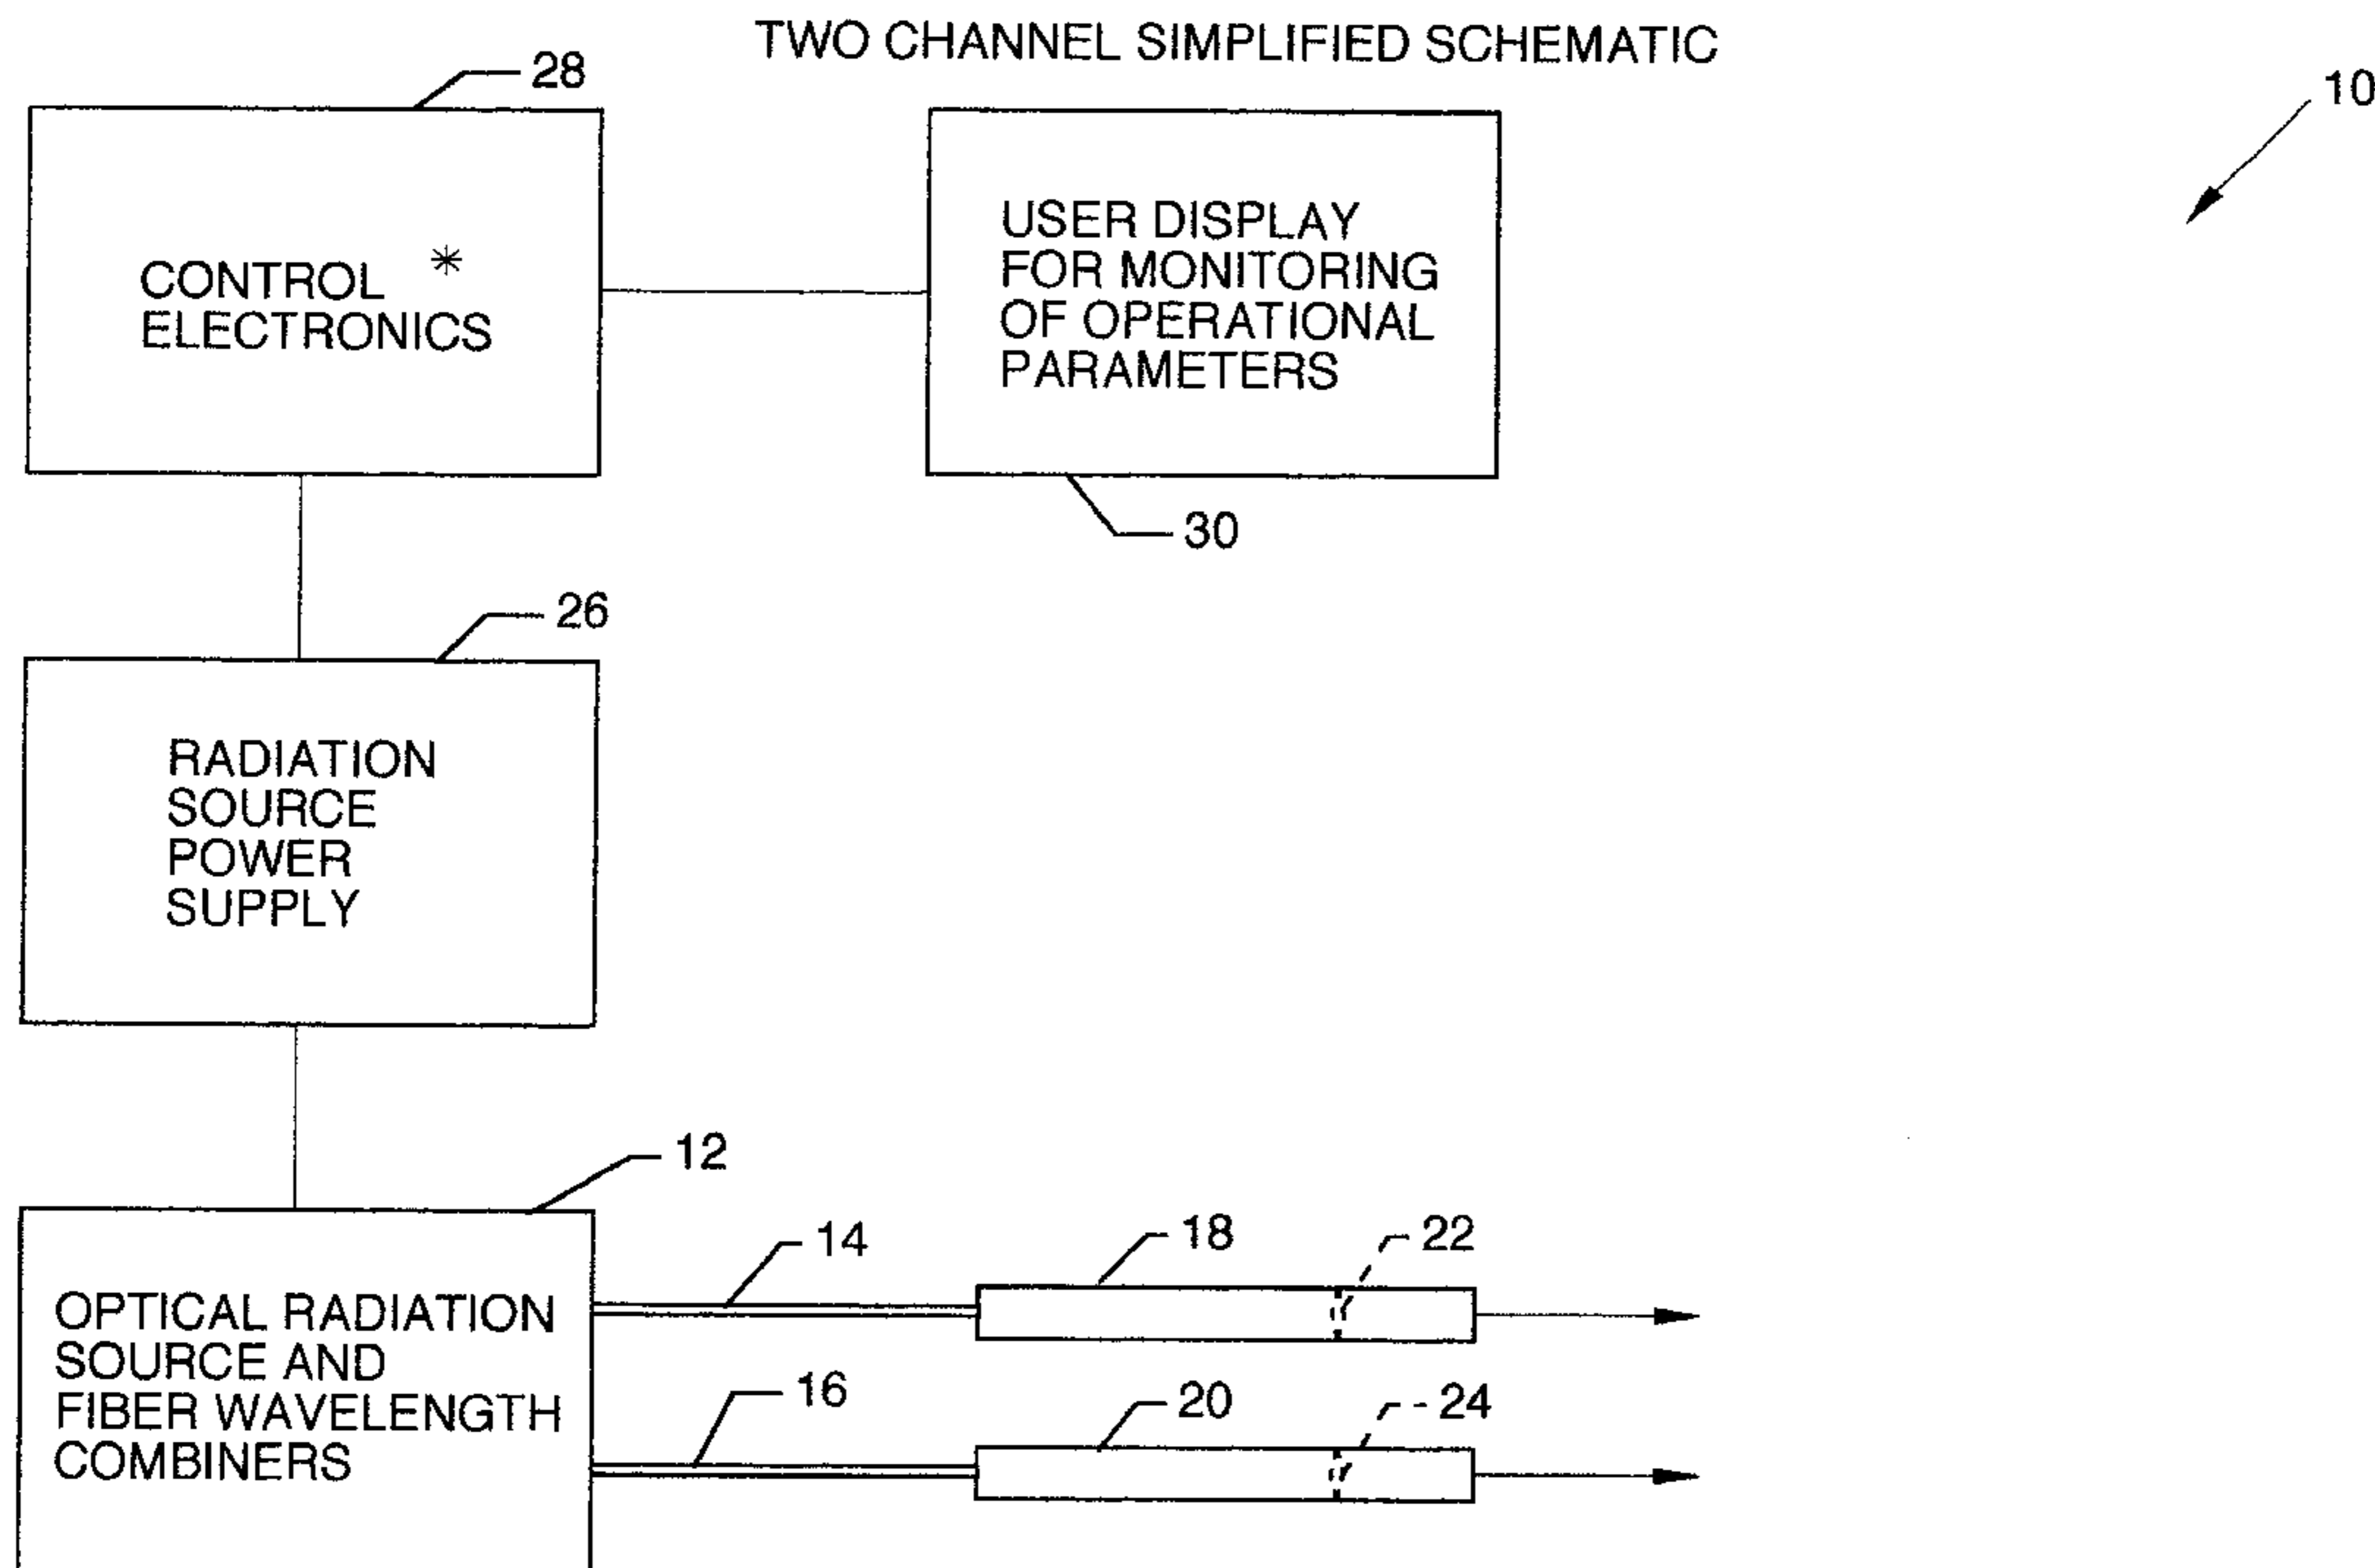 TWO CHANNEL SIMPLIFIED SCHEMATIC
28
10
CONTROL *
ELECTRONICS
USER DISPLAY
FOR MONITORING
OF OPERATIONAL
PARAMETERS
30
26
RADIATION
SOURCE
POWER
SUPPLY
12
OPTICAL RADIATION
SOURCE AND
FIBER WAVELENGTH
COMBINERS
14
18
22
16
20
24